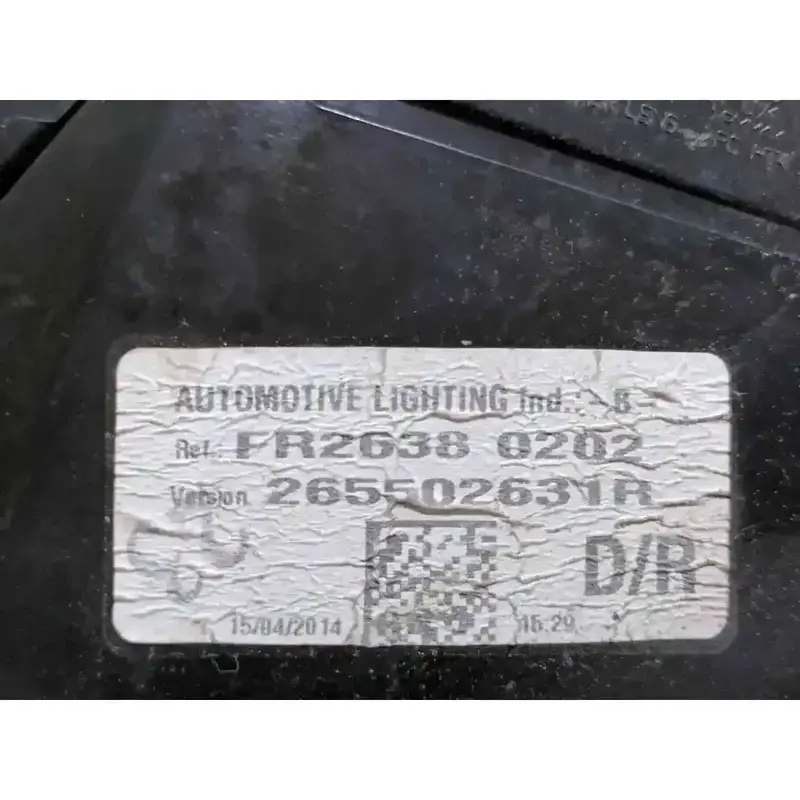 AUTOMOTIVE LIGHTING Ind.: B
Ref.: FR2638 0202
Version 265502631R
D/R
15/04/2014 15:29